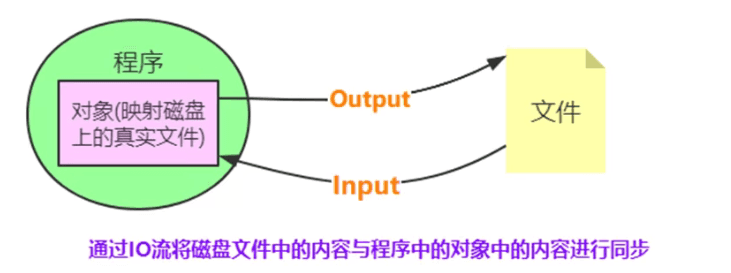 程序
对象(映射磁盘
上的真实文件)
Output
文件
Input
通过IO流将磁盘文件中的内容与程序中的对象中的内容进行同步